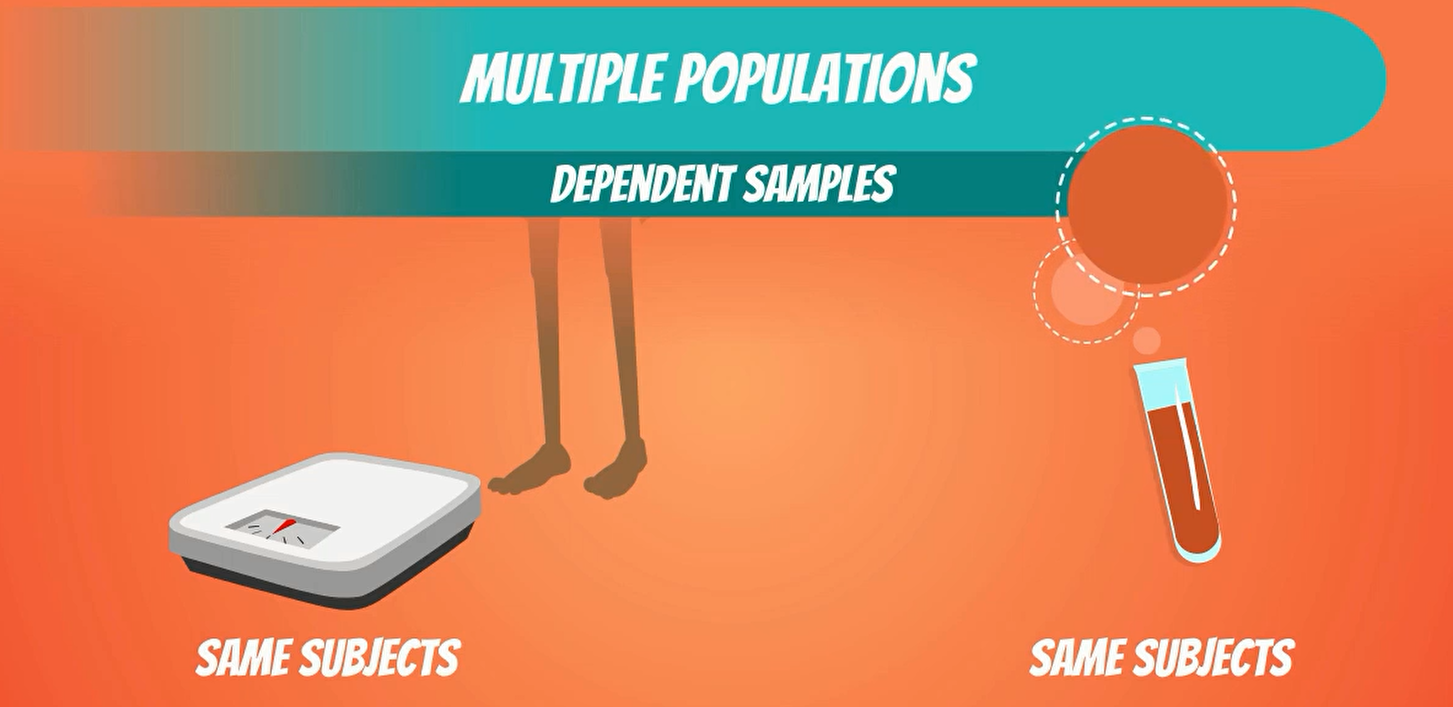 MULTIPLE POPULATIONS
DEPENDENT SAMPLES
SAME SUBJECTS
SAME SUBJECTS